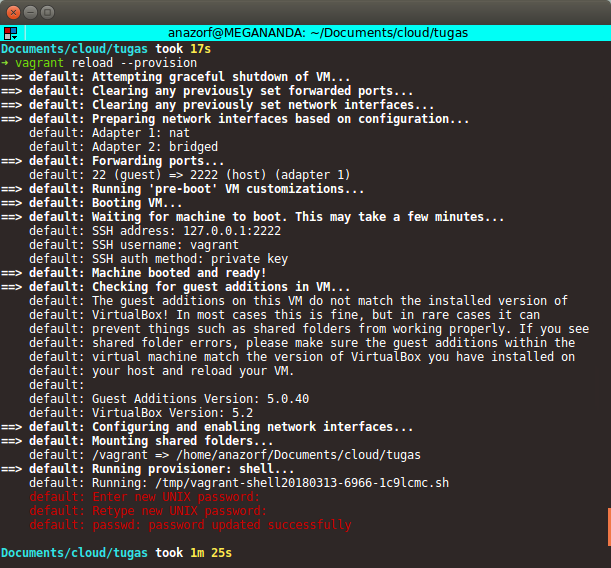 anazorf@MEGANANDA: ~/Documents/cloud/tugas
Documents/cloud/tugas took 17s
➜ vagrant reload --provision
==> default: Attempting graceful shutdown of VM...
==> default: Clearing any previously set forwarded ports...
==> default: Clearing any previously set network interfaces...
==> default: Preparing network interfaces based on configuration...
    default: Adapter 1: nat
    default: Adapter 2: bridged
==> default: Forwarding ports...
    default: 22 (guest) => 2222 (host) (adapter 1)
==> default: Running 'pre-boot' VM customizations...
==> default: Booting VM...
==> default: Waiting for machine to boot. This may take a few minutes...
    default: SSH address: 127.0.0.1:2222
    default: SSH username: vagrant
    default: SSH auth method: private key
==> default: Machine booted and ready!
==> default: Checking for guest additions in VM...
    default: The guest additions on this VM do not match the installed version of
    default: VirtualBox! In most cases this is fine, but in rare cases it can
    default: prevent things such as shared folders from working properly. If you see
    default: shared folder errors, please make sure the guest additions within the
    default: virtual machine match the version of VirtualBox you have installed on
    default: your host and reload your VM.
    default:
    default: Guest Additions Version: 5.0.40
    default: VirtualBox Version: 5.2
==> default: Configuring and enabling network interfaces...
==> default: Mounting shared folders...
    default: /vagrant => /home/anazorf/Documents/cloud/tugas
==> default: Running provisioner: shell...
    default: Running: /tmp/vagrant-shell20180313-6966-1c9lcmc.sh
    default: Enter new UNIX password:
    default: Retype new UNIX password:
    default: passwd: password updated successfully
Documents/cloud/tugas took 1m 25s